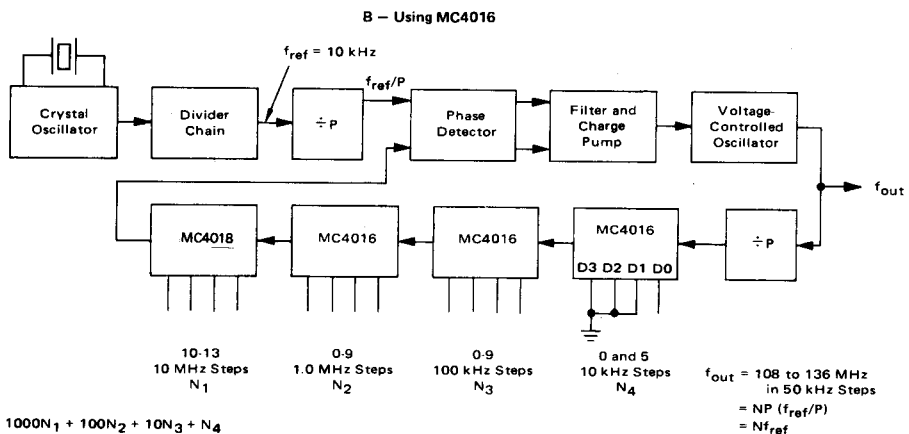 B – Using MC4016
f_ref = 10 kHz
f_ref/P
Crystal
Oscillator
Divider
Chain
÷P
Phase
Detector
Filter and
Charge
Pump
Voltage-
Controlled
Oscillator
f_out
MC4018
MC4016
MC4016
MC4016
D3 D2 D1 D0
÷P
10-13
10 MHz Steps
N₁
0-9
1.0 MHz Steps
N₂
0-9
100 kHz Steps
N₃
0 and 5
10 kHz Steps
N₄
f_out = 108 to 136 MHz
in 50 kHz Steps
= NP (f_ref/P)
= Nf_ref
1000N₁ + 100N₂ + 10N₃ + N₄